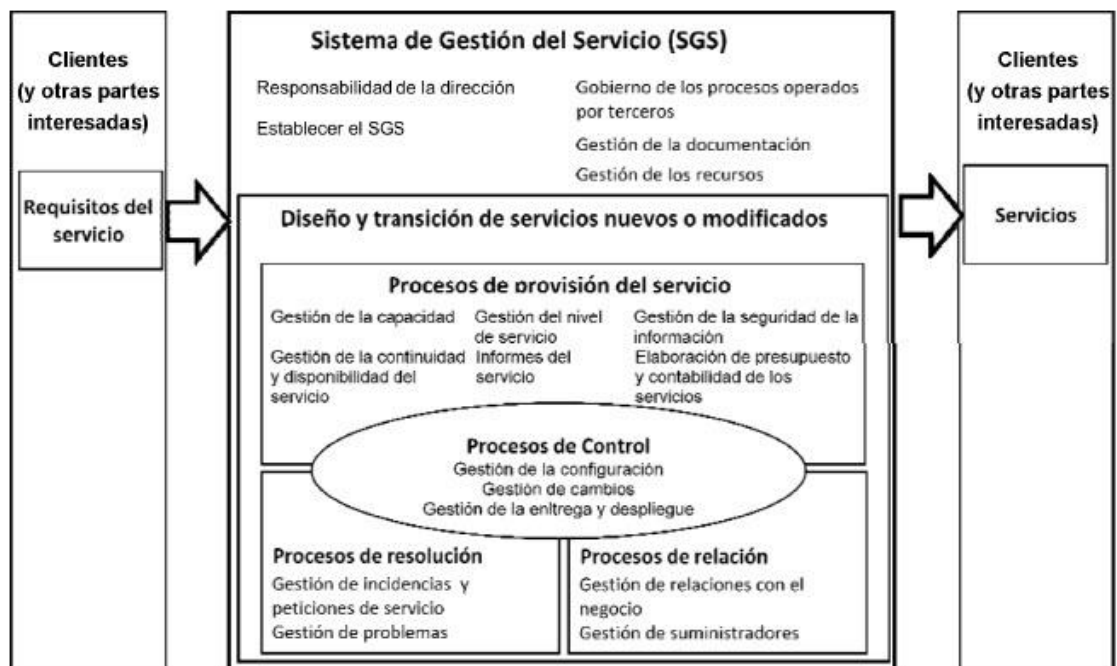 Clientes
(y otras partes
interesadas)
Requisitos del
servicio
Sistema de Gestión del Servicio (SGS)
Responsabilidad de la dirección
Establecer el SGS
Gobierno de los procesos operados
por terceros
Gestión de la documentación
Gestión de los recursos
Diseño y transición de servicios nuevos o modificados
Procesos de provisión del servicio
Gestión de la capacidad
Gestión de la continuidad
y disponibilidad del
servicio
Gestión del nivel
de servicio
Informes del
servicio
Gestión de la seguridad de la
información
Elaboración de presupuesto
y contabilidad de los
servicios
Procesos de Control
Gestión de la configuración
Gestión de cambios
Gestión de la enltrega y despliegue
Procesos de resolución
Gestión de incidencias y
peticiones de servicio
Gestión de problemas
Procesos de relación
Gestión de relaciones con el
negocio
Gestión de suministradores
Clientes
(y otras partes
interesadas)
Servicios